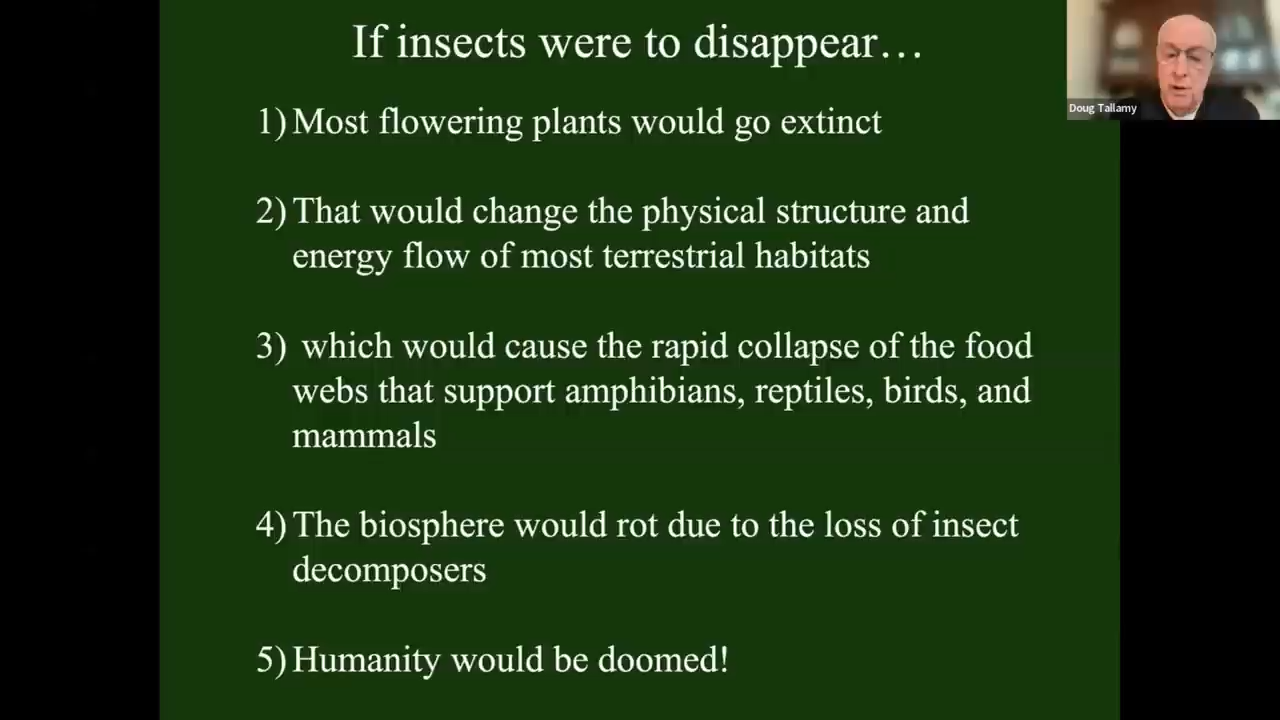 If insects were to disappear…
Doug Tallamy
1) Most flowering plants would go extinct
2) That would change the physical structure and
energy flow of most terrestrial habitats
3) which would cause the rapid collapse of the food
webs that support amphibians, reptiles, birds, and
mammals
4) The biosphere would rot due to the loss of insect
decomposers
5) Humanity would be doomed!